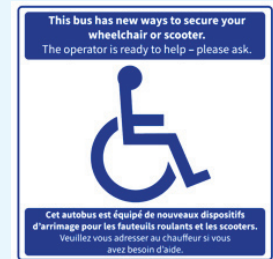 This bus has new ways to secure your
wheelchair or scooter.
The operator is ready to help – please ask.
Cet autobus est équipé de nouveaux dispositifs
d'arrimage pour les fauteuils roulants et les scooters.
Veuillez vous adresser au chauffeur si vous
avez besoin d'aide.